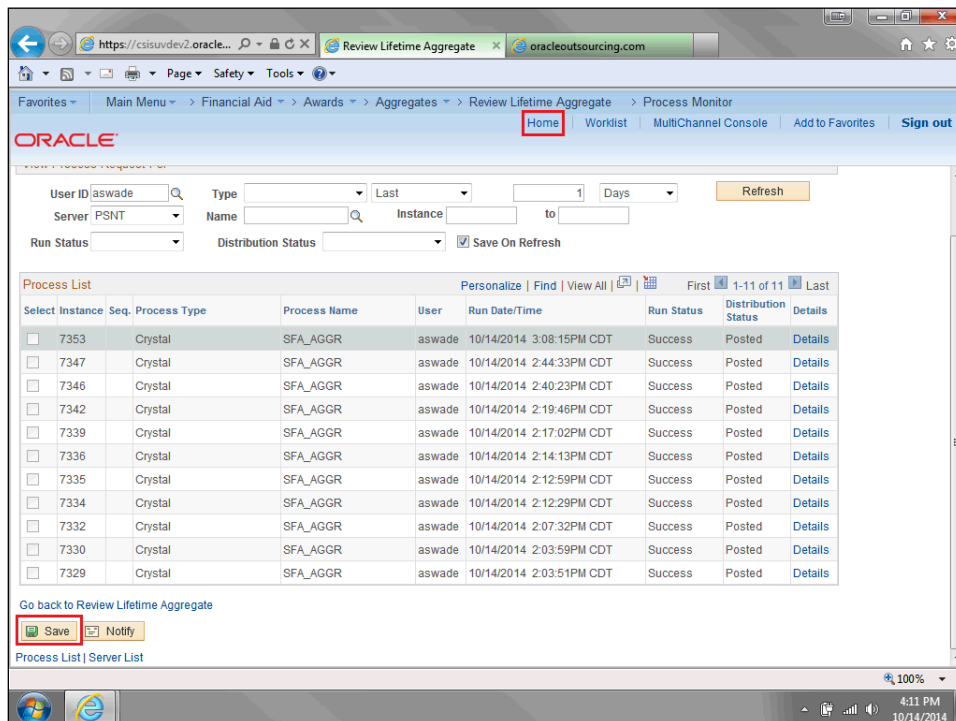 https://csisuvdev2.oracle... Review Lifetime Aggregate oracleoutsourcing.com
Page Safety Tools
Favorites Main Menu > Financial Aid > Awards > Aggregates > Review Lifetime Aggregate > Process Monitor
ORACLE Home Worklist MultiChannel Console Add to Favorites Sign out
View Process Request For
User ID aswade Type Last 1 Days Refresh
Server PSNT Name Instance to
Run Status Distribution Status Save On Refresh
Process List Personalize | Find | View All | | First 1-11 of 11 Last
Select Instance Seq. Process Type Process Name User Run Date/Time Run Status Distribution Status Details
7353 Crystal SFA_AGGR aswade 10/14/2014 3:08:15PM CDT Success Posted Details
7347 Crystal SFA_AGGR aswade 10/14/2014 2:44:33PM CDT Success Posted Details
7346 Crystal SFA_AGGR aswade 10/14/2014 2:40:23PM CDT Success Posted Details
7342 Crystal SFA_AGGR aswade 10/14/2014 2:19:46PM CDT Success Posted Details
7339 Crystal SFA_AGGR aswade 10/14/2014 2:17:02PM CDT Success Posted Details
7336 Crystal SFA_AGGR aswade 10/14/2014 2:14:13PM CDT Success Posted Details
7335 Crystal SFA_AGGR aswade 10/14/2014 2:12:59PM CDT Success Posted Details
7334 Crystal SFA_AGGR aswade 10/14/2014 2:12:29PM CDT Success Posted Details
7332 Crystal SFA_AGGR aswade 10/14/2014 2:07:32PM CDT Success Posted Details
7330 Crystal SFA_AGGR aswade 10/14/2014 2:03:59PM CDT Success Posted Details
7329 Crystal SFA_AGGR aswade 10/14/2014 2:03:51PM CDT Success Posted Details
Go back to Review Lifetime Aggregate
Save Notify
Process List | Server List
100%
4:11 PM
10/14/2014